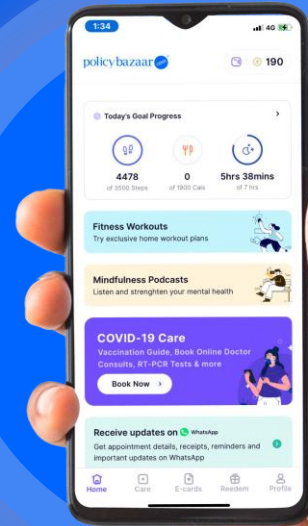 1:34
4G
policybazaar
190
Today's Goal Progress
4478
of 3500 Steps
0
of 1800 Cals
5hrs 38mins
of 7 hrs
Fitness Workouts
Try exclusive home workout plans
Mindfulness Podcasts
Listen and strenghten your mental health
COVID-19 Care
Vaccination Guide, Book Online Doctor
Consults, RT-PCR Tests & more
Book Now
Receive updates on WhatsApp
Get appointment details, receipts, reminders and
important updates on WhatsApp
Home
Care
E-cards
Reedem
Profile